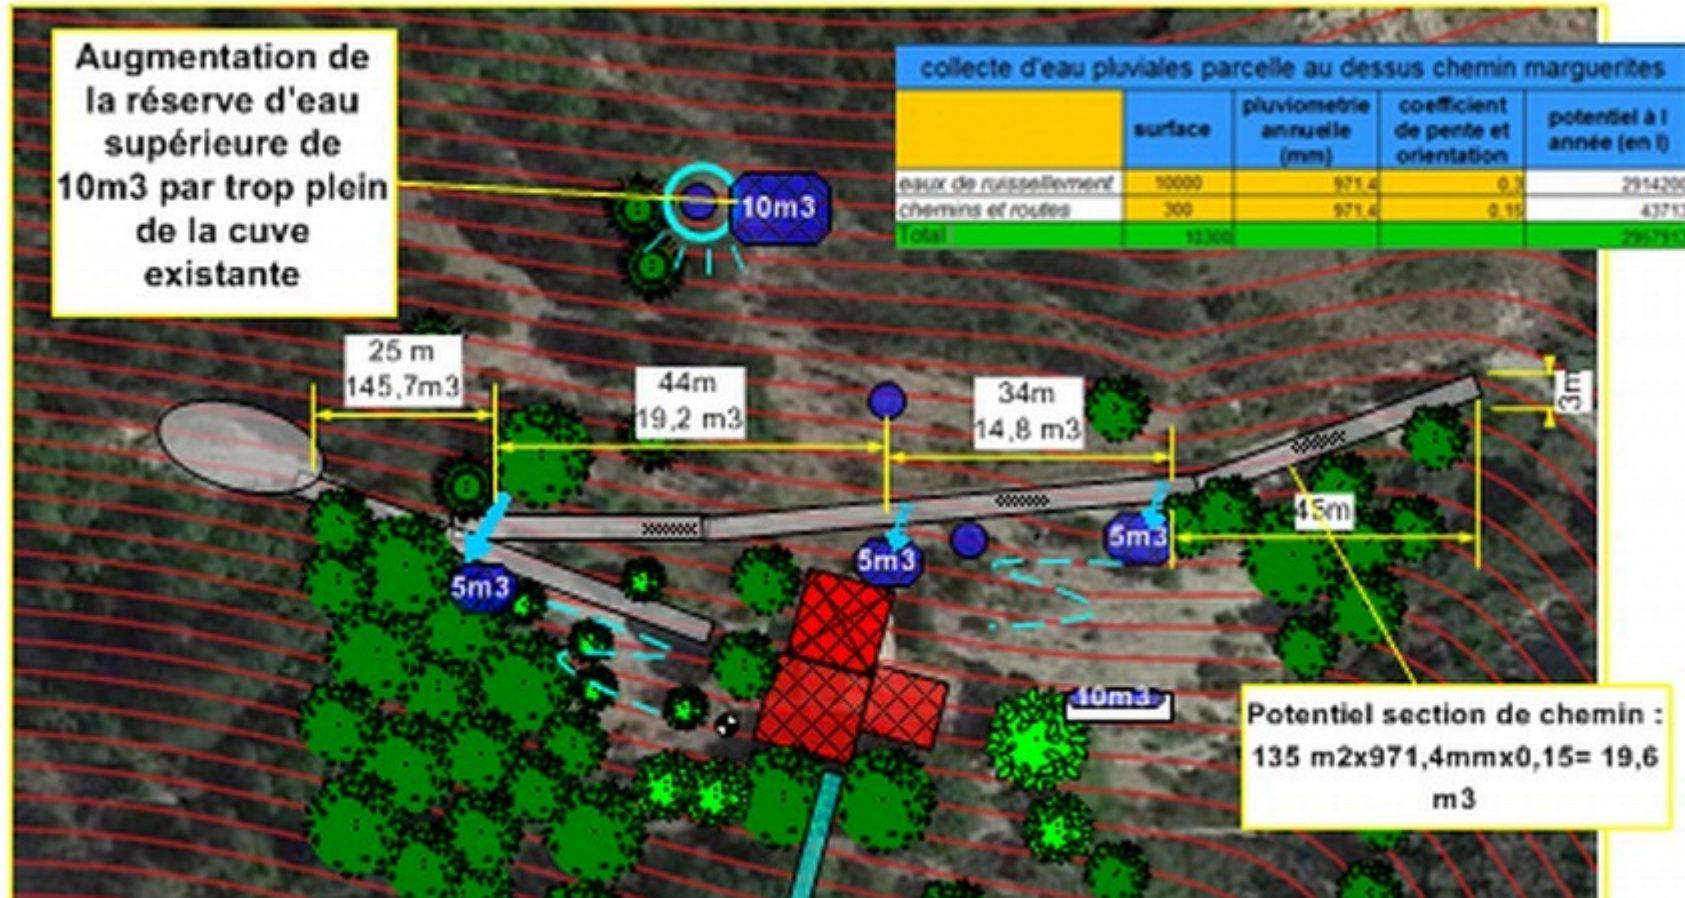 Augmentation de
la réserve d'eau
supérieure de
10m3 par trop plein
de la cuve
existante
10m3
collecte d'eau pluviales parcelle au dessus chemin marguerites
surface
pluviometrie
annuelle
(mm)
coefficient
de pente et
orientation
potentiel à l
année (en l)
eaux de ruissellement 10000 971,4 0,3 2914200
chemins et routes 300 971,4 0,15 43713
Total 10300 2957913
25 m
145,7m3
44m
19,2 m3
34m
14,8 m3
3m
45m
5m3
5m3
5m3
10m3
Potentiel section de chemin :
135 m2x971,4mmx0,15= 19,6
m3